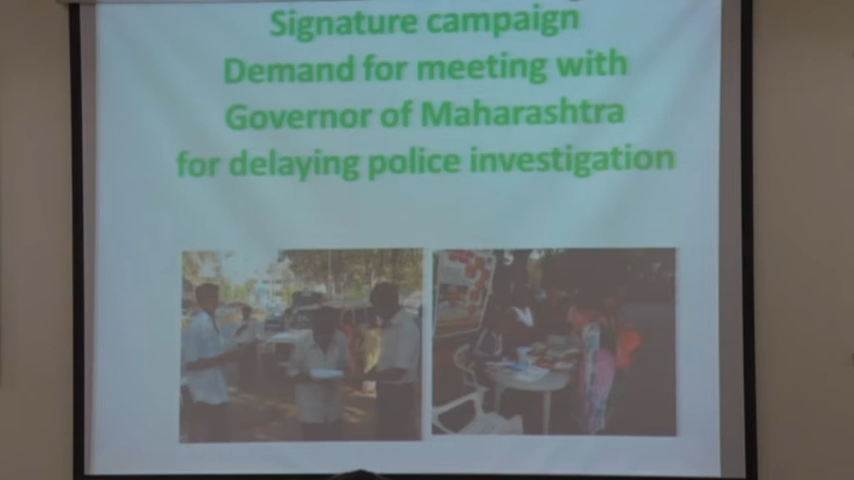 Signature campaign
Demand for meeting with
Governor of Maharashtra
for delaying police investigation